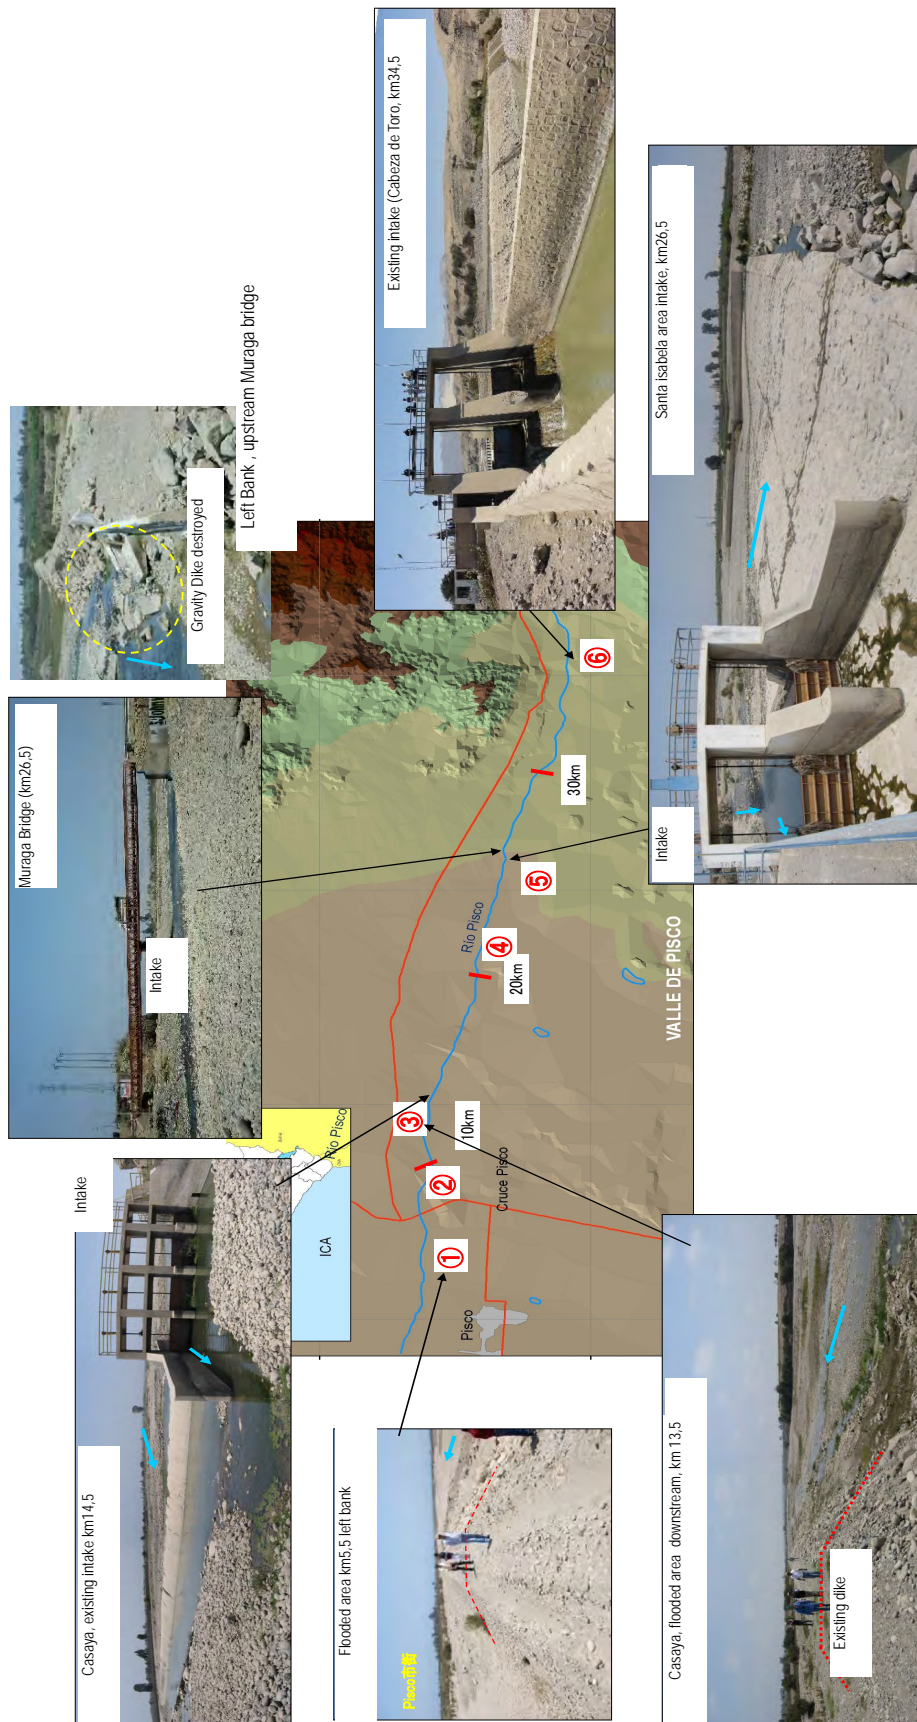 Casaya, existing intake km14,5
Intake
Muraga Bridge (km26,5)
Intake
Gravity Dike destroyed
Left Bank , upstream Muraga bridge
Flooded area km5,5 left bank
Pisco市街
ICA
Rio Pisco
Existing intake (Cabeza de Toro, km34,5
①
②
③
④
⑤
⑥
10km
20km
30km
Río Pisco
Cruce Pisco
Pisco
VALLE DE PISCO
Casaya, flooded area downstream, km 13,5
Existing dike
Santa isabela area intake, km26,5
Intake